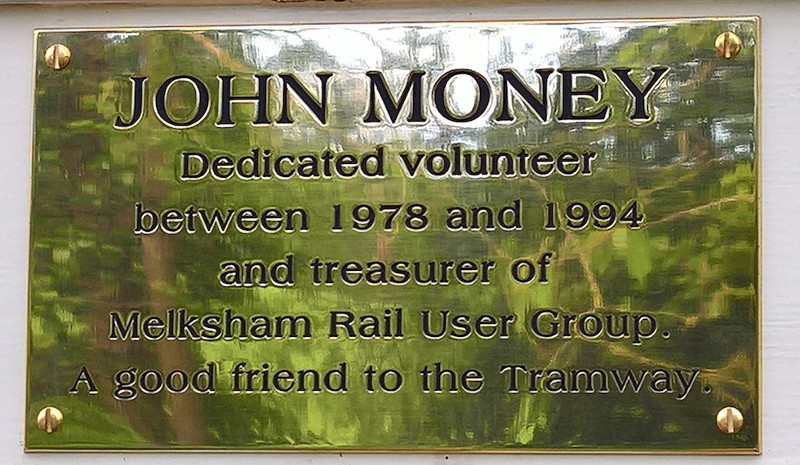 JOHN MONEY
Dedicated volunteer
between 1978 and 1994
and treasurer of
Melksham Rail User Group.
A good friend to the Tramway.